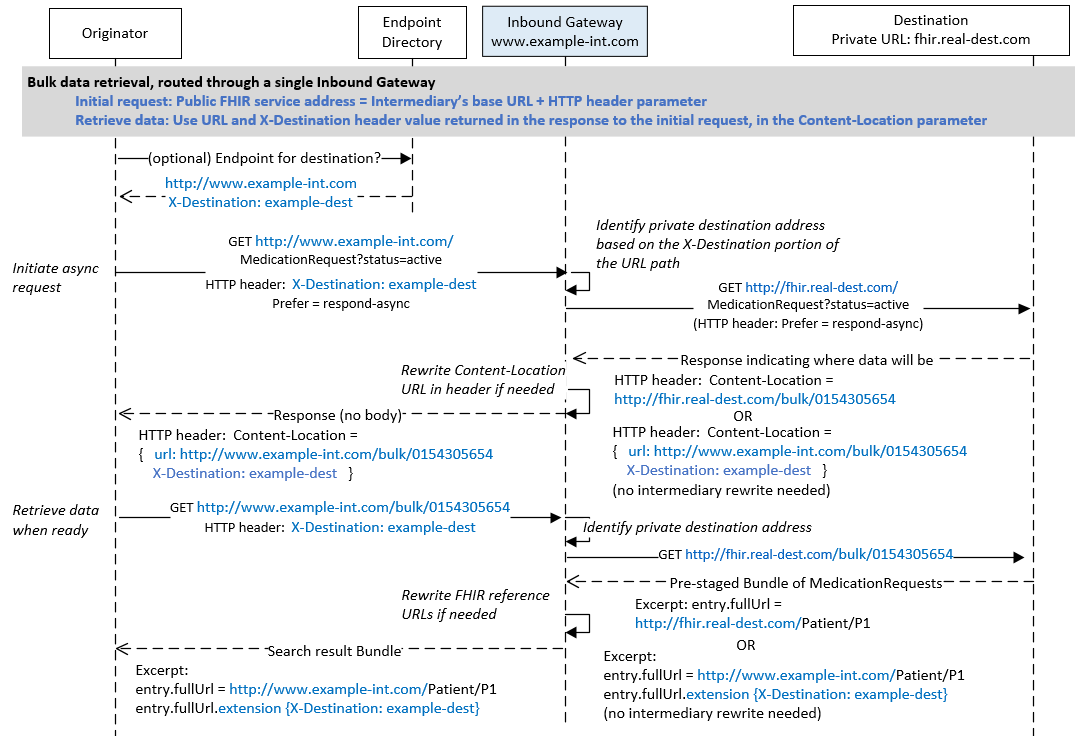 Originator
Endpoint
Directory
Inbound Gateway
www.example-int.com
Destination
Private URL: fhir.real-dest.com
Bulk data retrieval, routed through a single Inbound Gateway
Initial request: Public FHIR service address = Intermediary’s base URL + HTTP header parameter
Retrieve data: Use URL and X-Destination header value returned in the response to the initial request, in the Content-Location parameter
(optional) Endpoint for destination?
http://www.example-int.com
X-Destination: example-dest
Initiate async
request
GET http://www.example-int.com/
MedicationRequest?status=active
HTTP header: X-Destination: example-dest
Prefer = respond-async
Identify private destination address
based on the X-Destination portion of
the URL path
GET http://fhir.real-dest.com/
MedicationRequest?status=active
(HTTP header: Prefer = respond-async)
Response indicating where data will be
HTTP header: Content-Location =
http://fhir.real-dest.com/bulk/0154305654
OR
HTTP header: Content-Location =
{ url: http://www.example-int.com/bulk/0154305654
X-Destination: example-dest }
(no intermediary rewrite needed)
Rewrite Content-Location
URL in header if needed
Response (no body)
HTTP header: Content-Location =
{ url: http://www.example-int.com/bulk/0154305654
X-Destination: example-dest }
Retrieve data
when ready
GET http://www.example-int.com/bulk/0154305654
HTTP header: X-Destination: example-dest
Identify private destination address
GET http://fhir.real-dest.com/bulk/0154305654
Pre-staged Bundle of MedicationRequests
Excerpt: entry.fullUrl =
http://fhir.real-dest.com/Patient/P1
OR
Excerpt:
entry.fullUrl = http://www.example-int.com/Patient/P1
entry.fullUrl.extension {X-Destination: example-dest}
(no intermediary rewrite needed)
Rewrite FHIR reference
URLs if needed
Search result Bundle
Excerpt:
entry.fullUrl = http://www.example-int.com/Patient/P1
entry.fullUrl.extension {X-Destination: example-dest}